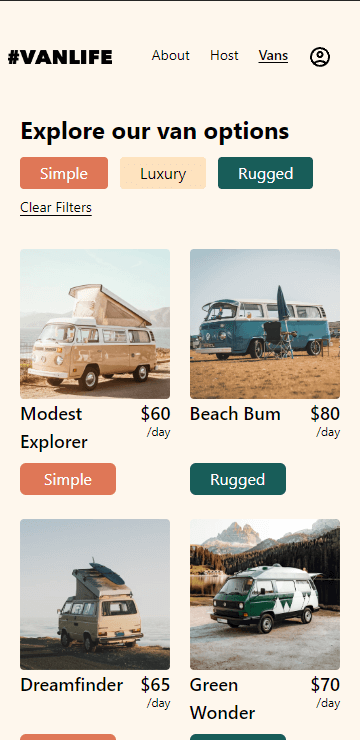 #VANLIFE About Host Vans
Explore our van options
Simple Luxury Rugged
Clear Filters
Modest Explorer $60 /day
Beach Bum $80 /day
Simple
Rugged
Dreamfinder $65 /day
Green Wonder $70 /day